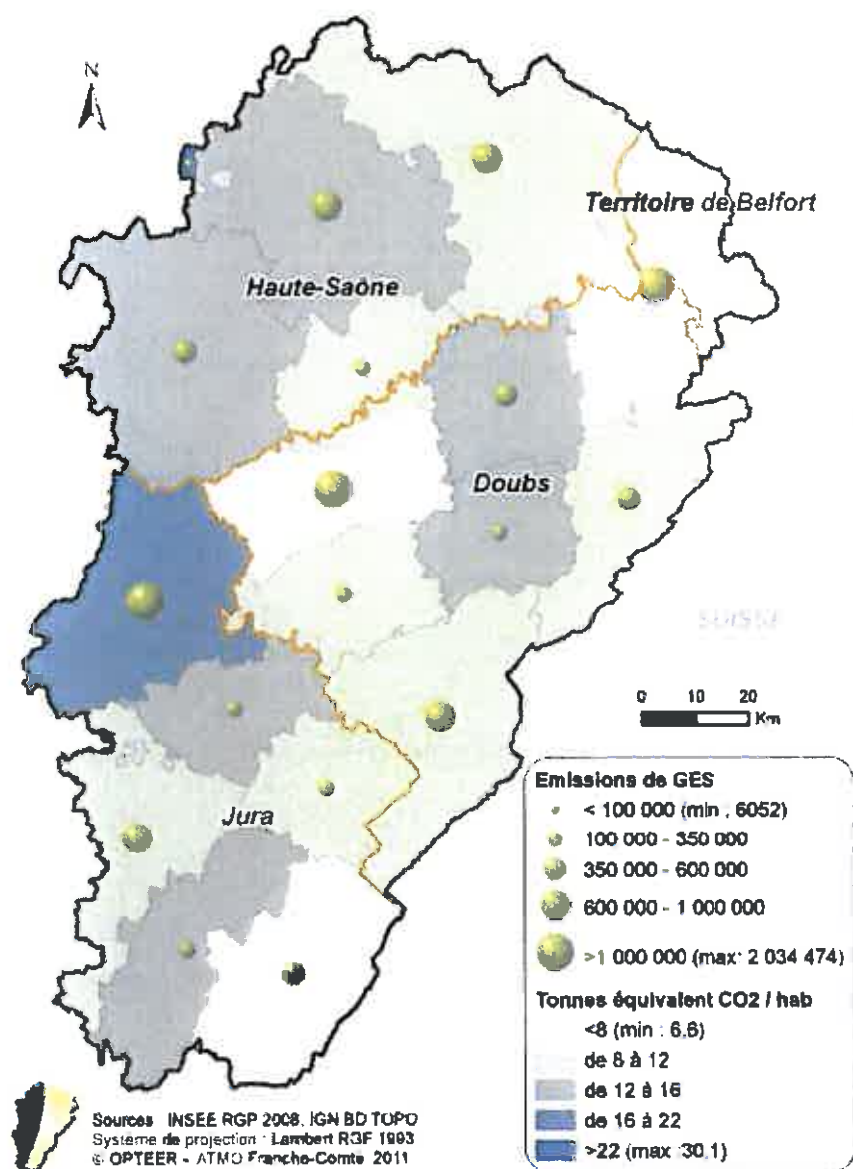 N
Territoire de Belfort
Haute-Saône
Doubs
SUISSE
0 10 20
Km
Jura
Emissions de GES
< 100 000 (min : 6052)
100 000 - 350 000
350 000 - 600 000
600 000 - 1 000 000
>1 000 000 (max: 2 034 474)
Tonnes équivalent CO2 / hab
<8 (min : 6,6)
de 8 à 12
de 12 à 16
de 16 à 22
>22 (max :30,1)
Sources INSEE RGP 2008, IGN BD TOPO
Système de projection : Lambert RGF 1993
© OPTEER - ATMO Franche-Comté 2011